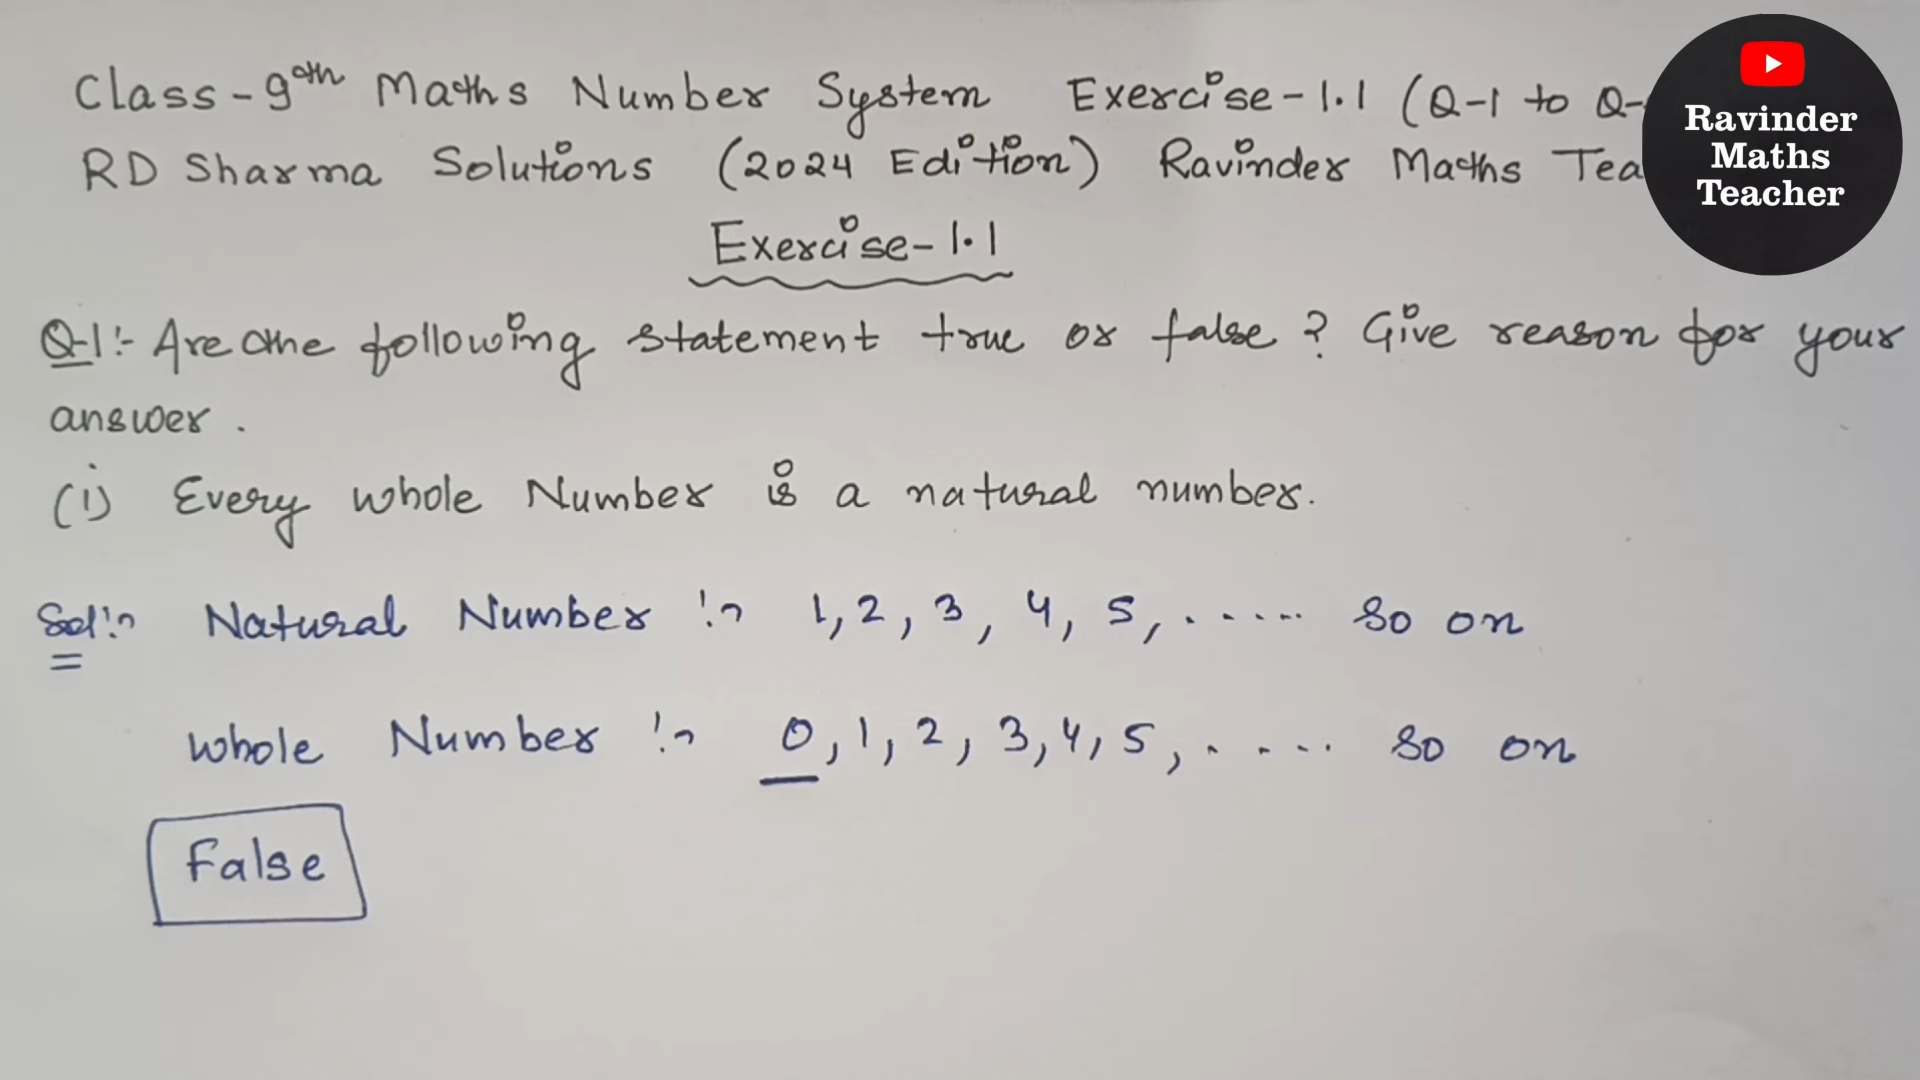 Class-9th Maths Number System Exercise-1.1 (Q-1 to Q-
RD Sharma Solutions (2024 Edition) Ravinder Maths Tea
Exercise-1.1
Q-1:- Are the following statement true or false? Give reason for your
answer.
(i) Every whole Number is a natural number.
Sol:- Natural Number :- 1, 2, 3, 4, 5, ..... so on
whole Number :- 0, 1, 2, 3, 4, 5, ..... so on
False
Ravinder
Maths
Teacher